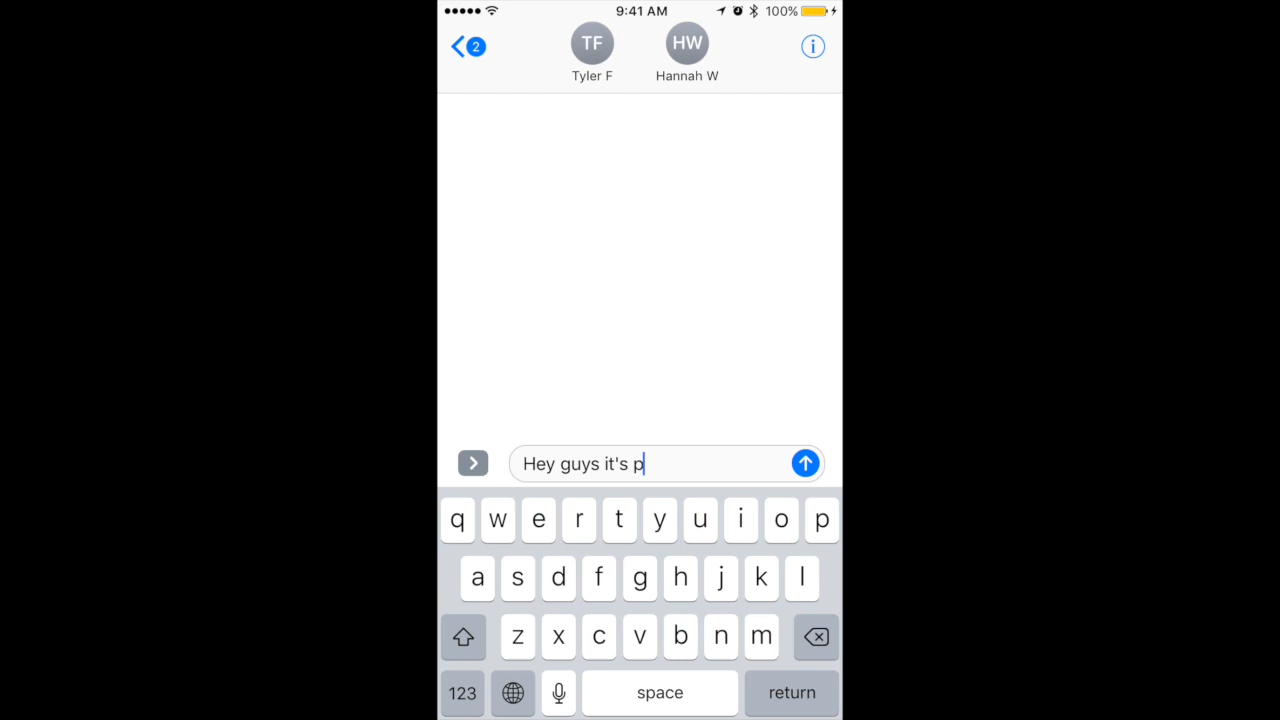 9:41 AM 100%
2
TF HW
Tyler F Hannah W
Hey guys it's p
q w e r t y u i o p
a s d f g h j k l
z x c v b n m
123 space return